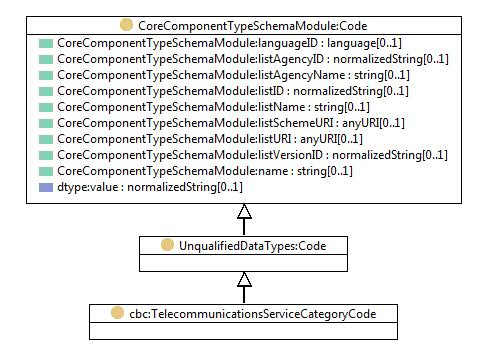 CoreComponentTypeSchemaModule:Code
CoreComponentTypeSchemaModule:languageID : language[0..1]
CoreComponentTypeSchemaModule:listAgencyID : normalizedString[0..1]
CoreComponentTypeSchemaModule:listAgencyName : string[0..1]
CoreComponentTypeSchemaModule:listID : normalizedString[0..1]
CoreComponentTypeSchemaModule:listName : string[0..1]
CoreComponentTypeSchemaModule:listSchemeURI : anyURI[0..1]
CoreComponentTypeSchemaModule:listURI : anyURI[0..1]
CoreComponentTypeSchemaModule:listVersionID : normalizedString[0..1]
CoreComponentTypeSchemaModule:name : string[0..1]
dtype:value : normalizedString[0..1]
UnqualifiedDataTypes:Code
cbc:TelecommunicationsServiceCategoryCode